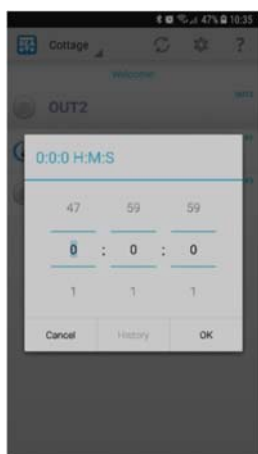 47% 10:35
Cottage ?
Welcome
OUT2
0:0:0 H:M:S
47 59 59
0 : 0 : 0
1 1 1
Cancel History OK